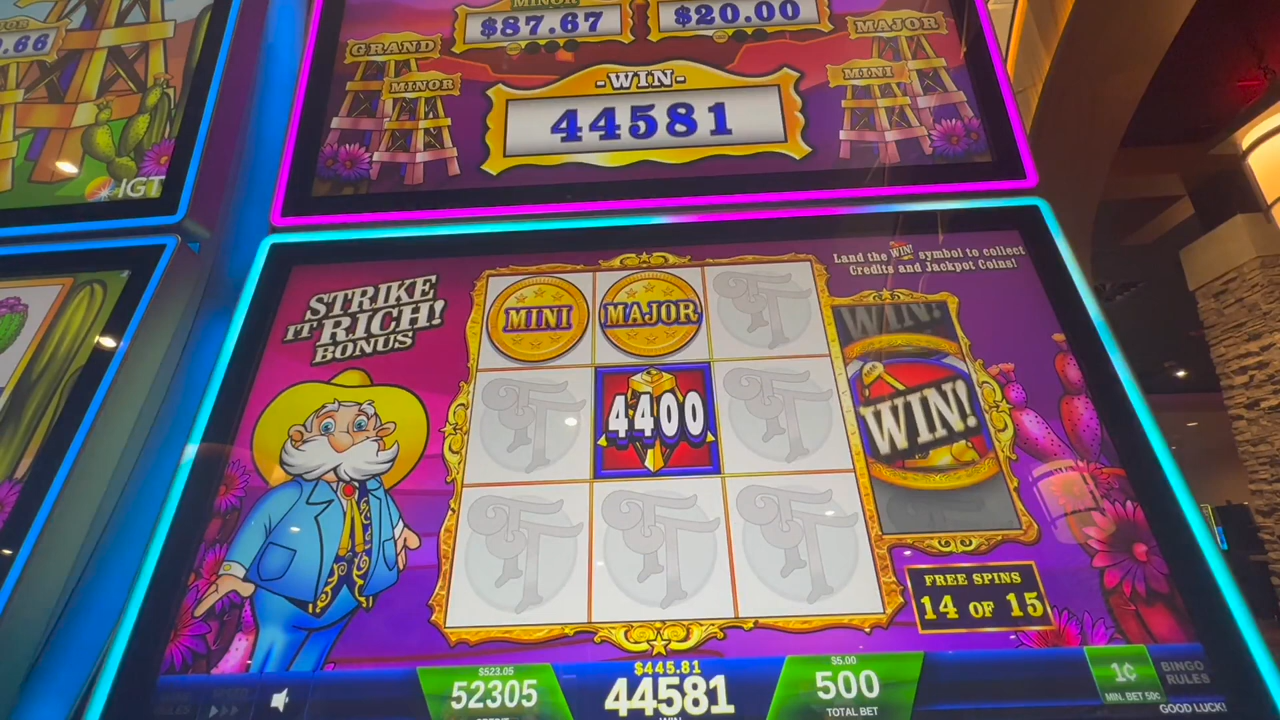 MINOR
$87.67
$20.00
.66
GRAND
MAJOR
MINOR
MINI
-WIN-
44581
IGT
STRIKE
IT RICH!
BONUS
Land the WIN! symbol to collect
Credits and Jackpot Coins!
MINI
MAJOR
WIN!
4400
WIN!
FREE SPINS
14 OF 15
$523.05
52305
CREDIT
$445.81
44581
WIN
$5.00
500
TOTAL BET
1¢
MIN. BET 50¢
BINGO
RULES
GOOD LUCK!